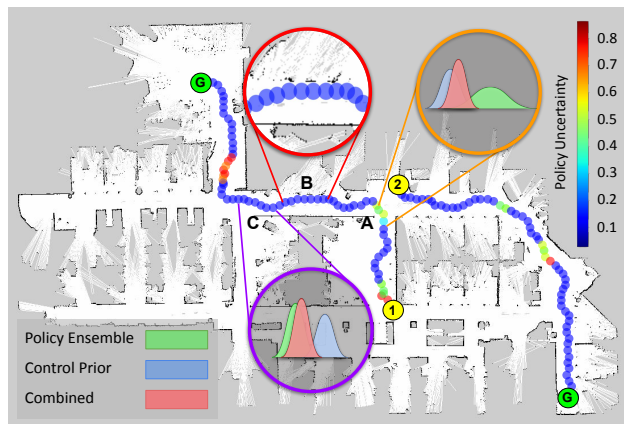 G
B
C
A
2
1
G
Policy Uncertainty
0.8
0.7
0.6
0.5
0.4
0.3
0.2
0.1
Policy Ensemble
Control Prior
Combined